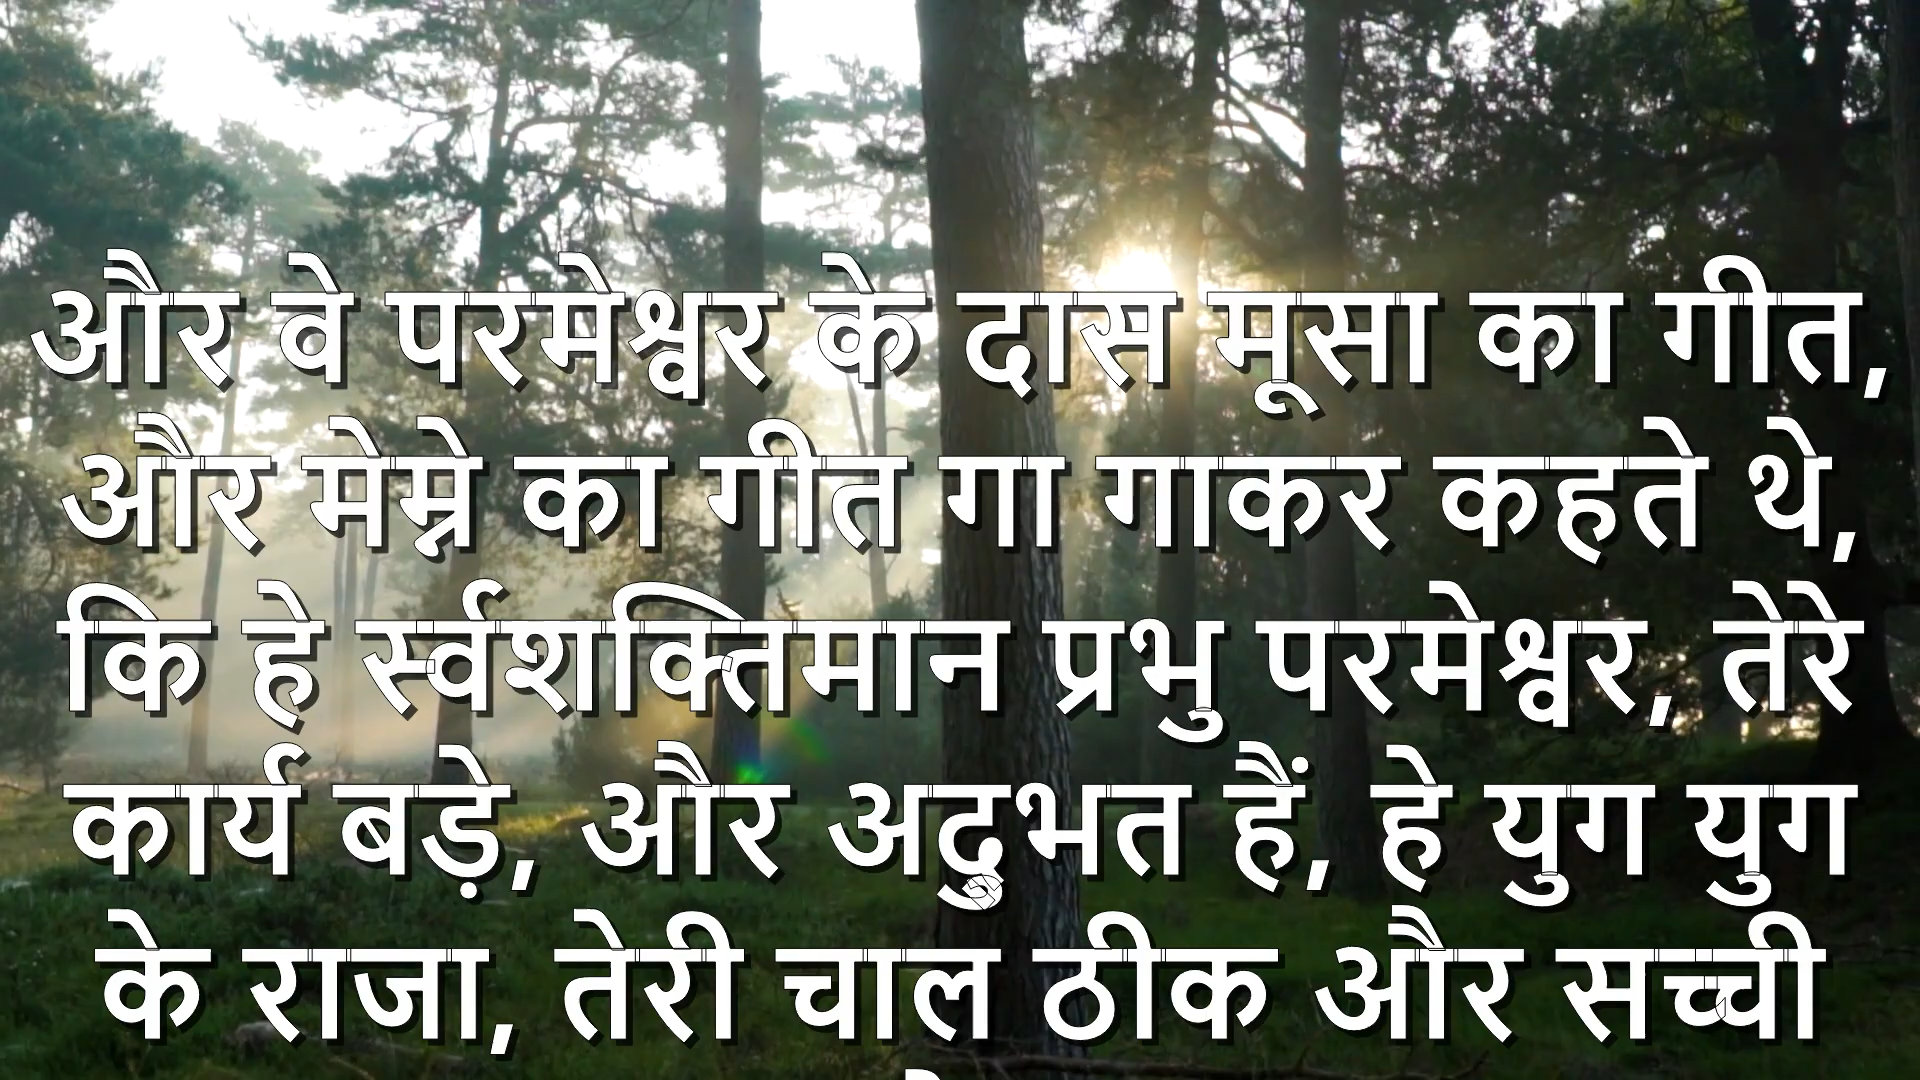 और वे परमेश्वर के दास मूसा का गीत,
और मेम्ने का गीत गा गाकर कहते थे,
कि हे र्स्वशक्तिमान प्रभु परमेश्वर, तेरे
कार्य बड़े, और अद्भुत हैं, हे युग युग
के राजा, तेरी चाल ठीक और सच्ची